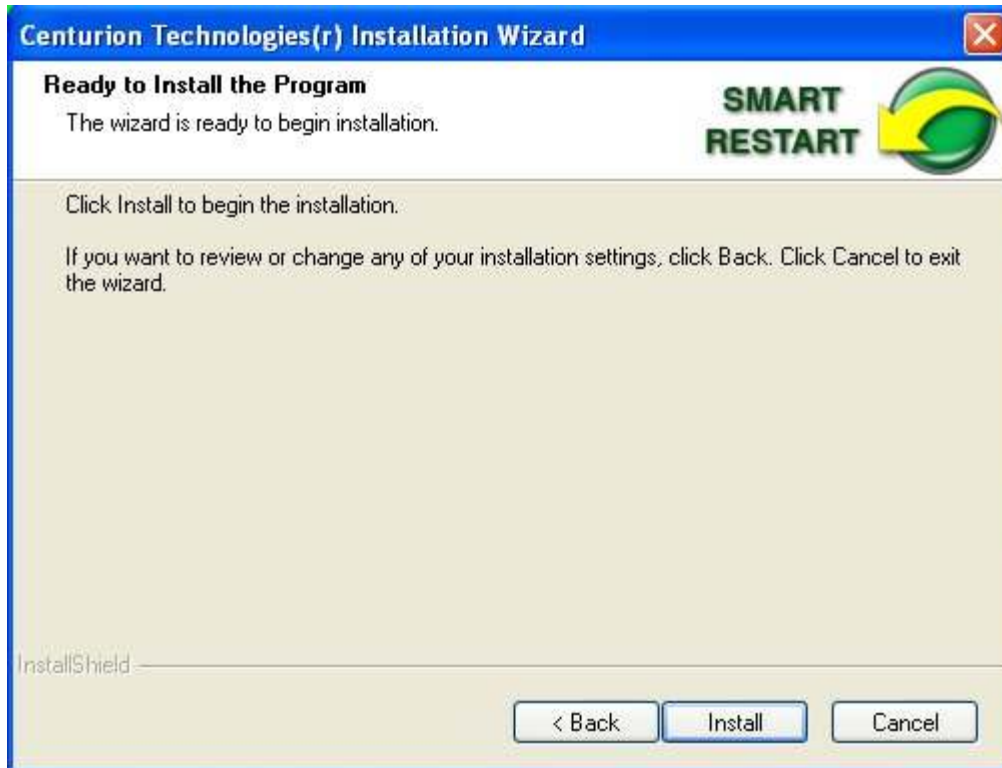 Centurion Technologies(r) Installation Wizard
Ready to Install the Program
The wizard is ready to begin installation.
SMART
RESTART
Click Install to begin the installation.
If you want to review or change any of your installation settings, click Back. Click Cancel to exit
the wizard.
InstallShield
< Back
Install
Cancel